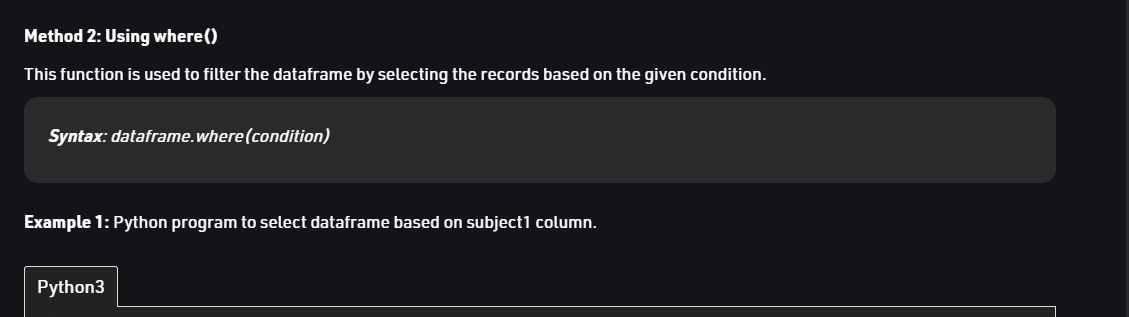 Method 2: Using where()
This function is used to filter the dataframe by selecting the records based on the given condition.
Syntax: dataframe.where(condition)
Example 1: Python program to select dataframe based on subject1 column.
Python3